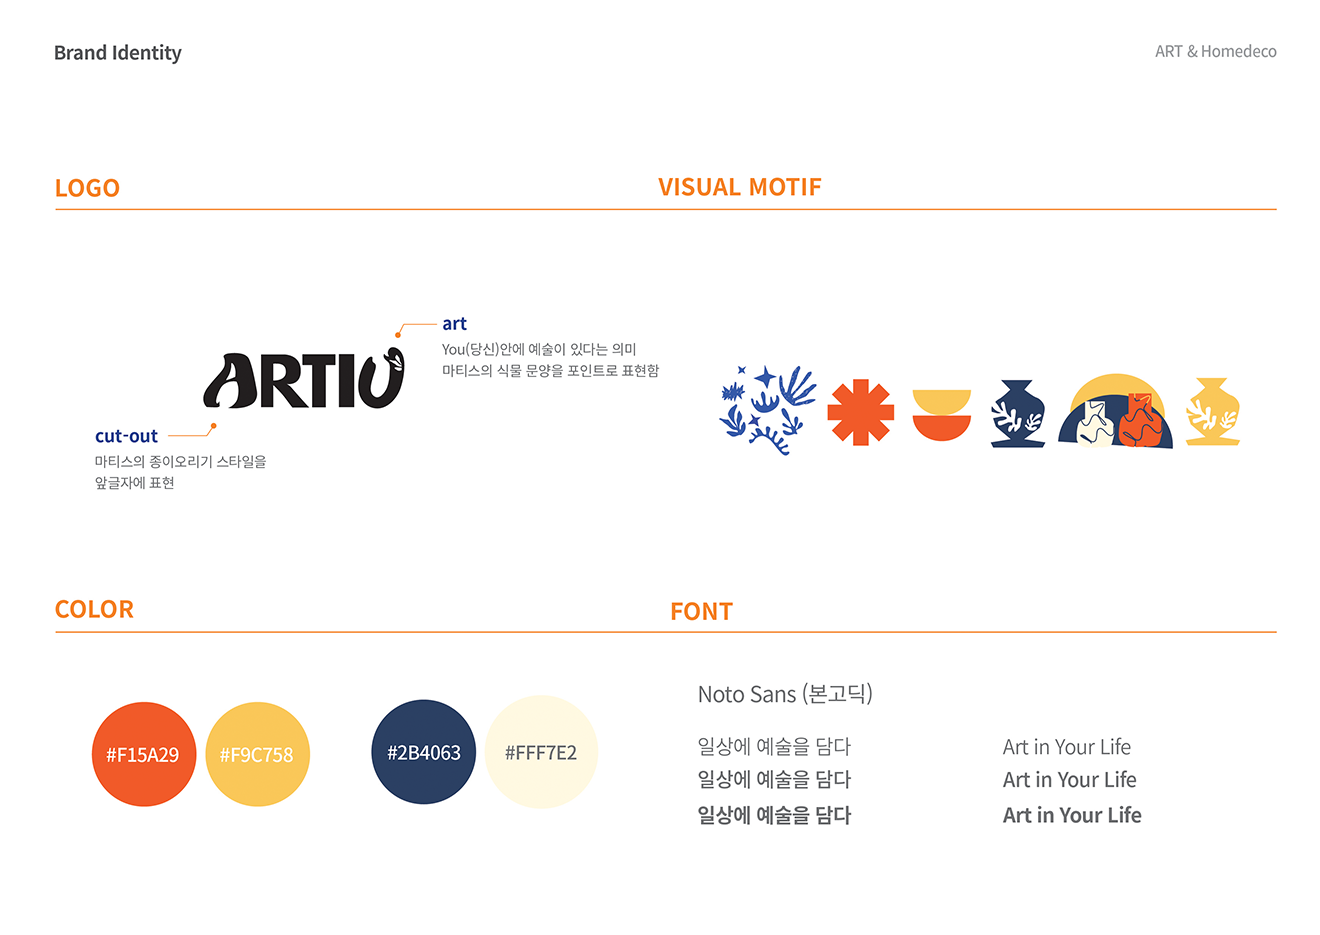 Brand Identity
ART & Homedeco
LOGO
VISUAL MOTIF
art
You(당신)안에 예술이 있다는 의미
마티스의 식물 문양을 포인트로 표현함
ARTIU
cut-out
마티스의 종이오리기 스타일을
앞글자에 표현
COLOR
FONT
#F15A29
#F9C758
#2B4063
#FFF7E2
Noto Sans (본고딕)
일상에 예술을 담다
Art in Your Life
일상에 예술을 담다
Art in Your Life
일상에 예술을 담다
Art in Your Life